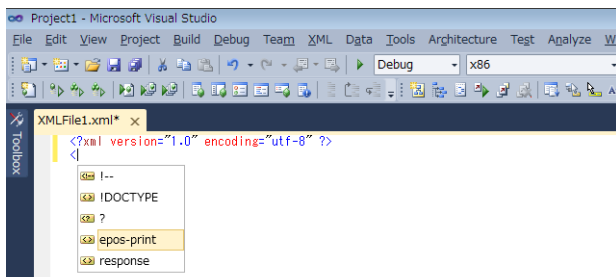 Project1 - Microsoft Visual Studio
File Edit View Project Build Debug Team XML Data Tools Architecture Test Analyze W
Debug x86
XMLFile1.xml* ×
Toolbox
<?xml version="1.0" encoding="utf-8" ?>
<
!--
!DOCTYPE
?
epos-print
response